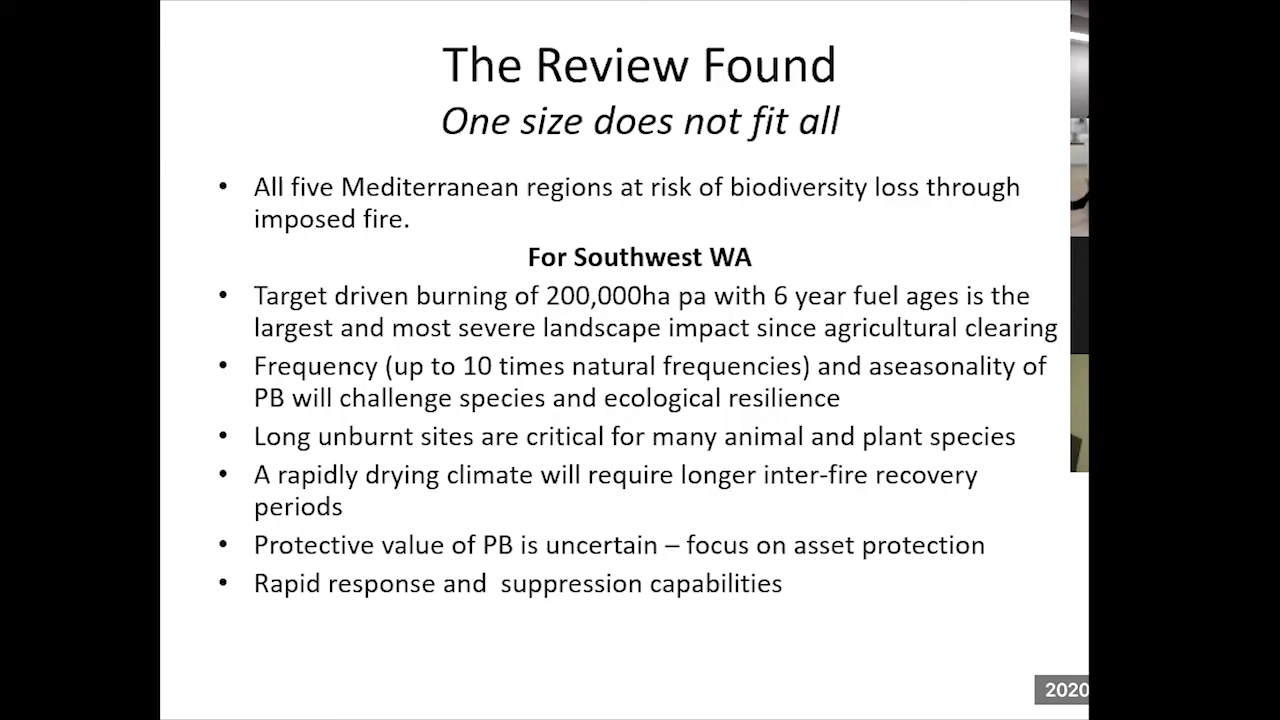 The Review Found
One size does not fit all
• All five Mediterranean regions at risk of biodiversity loss through
imposed fire.
For Southwest WA
• Target driven burning of 200,000ha pa with 6 year fuel ages is the
largest and most severe landscape impact since agricultural clearing
• Frequency (up to 10 times natural frequencies) and aseasonality of
PB will challenge species and ecological resilience
• Long unburnt sites are critical for many animal and plant species
• A rapidly drying climate will require longer inter-fire recovery
periods
• Protective value of PB is uncertain – focus on asset protection
• Rapid response and  suppression capabilities
2020